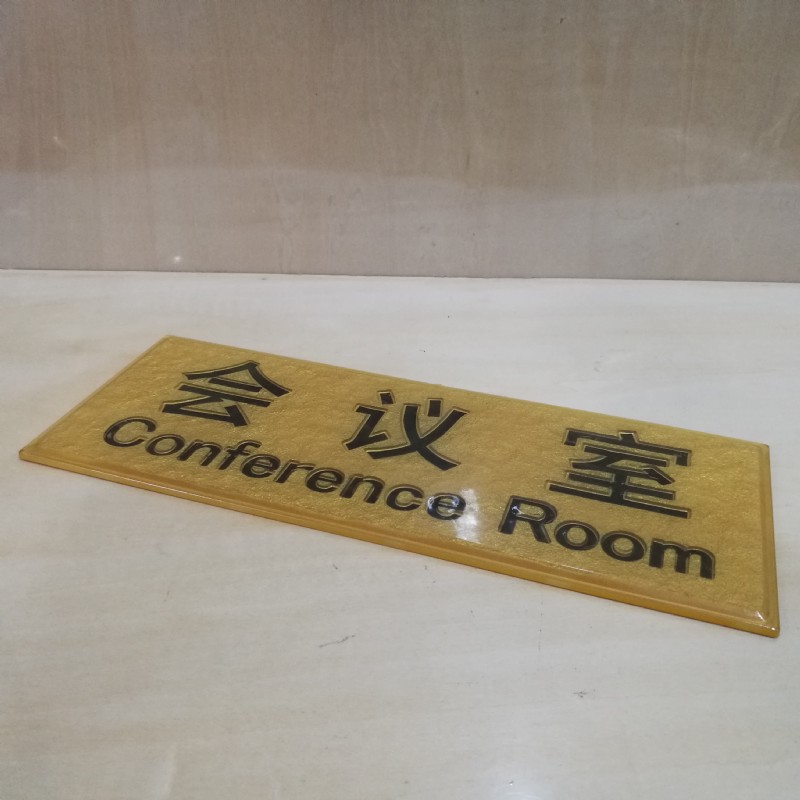 会议室
Conference Room